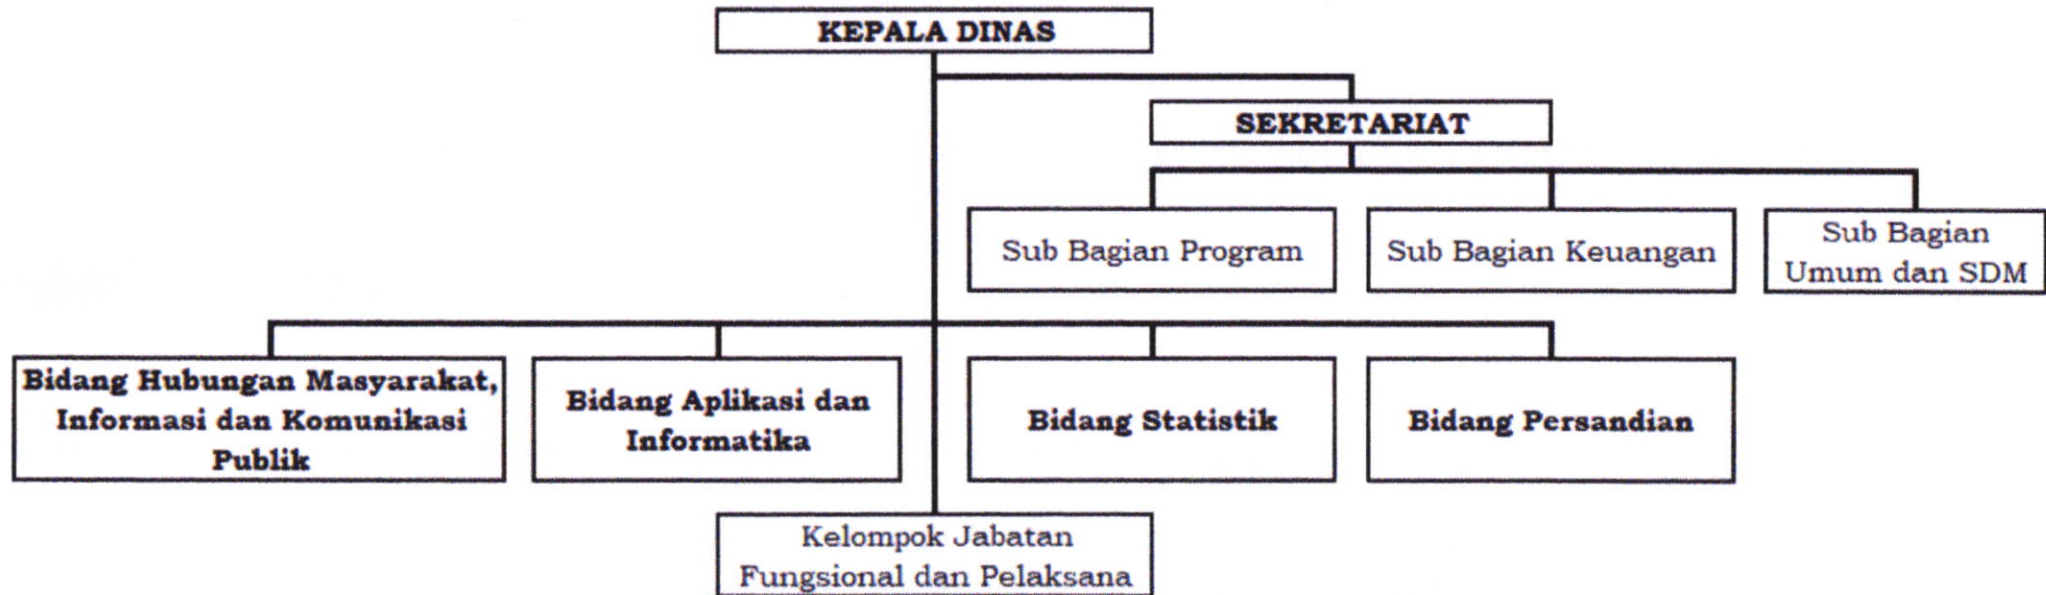 KEPALA DINAS
SEKRETARIAT
Sub Bagian Program
Sub Bagian Keuangan
Sub Bagian
Umum dan SDM
Bidang Hubungan Masyarakat,
Informasi dan Komunikasi
Publik
Bidang Aplikasi dan
Informatika
Bidang Statistik
Bidang Persandian
Kelompok Jabatan
Fungsional dan Pelaksana